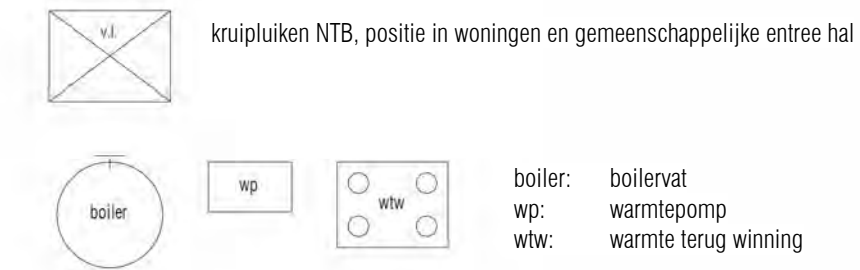 v.l.
kruipluiken NTB, positie in woningen en gemeenschappelijke entree hal
boiler
wp
wtw
boiler: boilervat
wp: warmtepomp
wtw: warmte terug winning